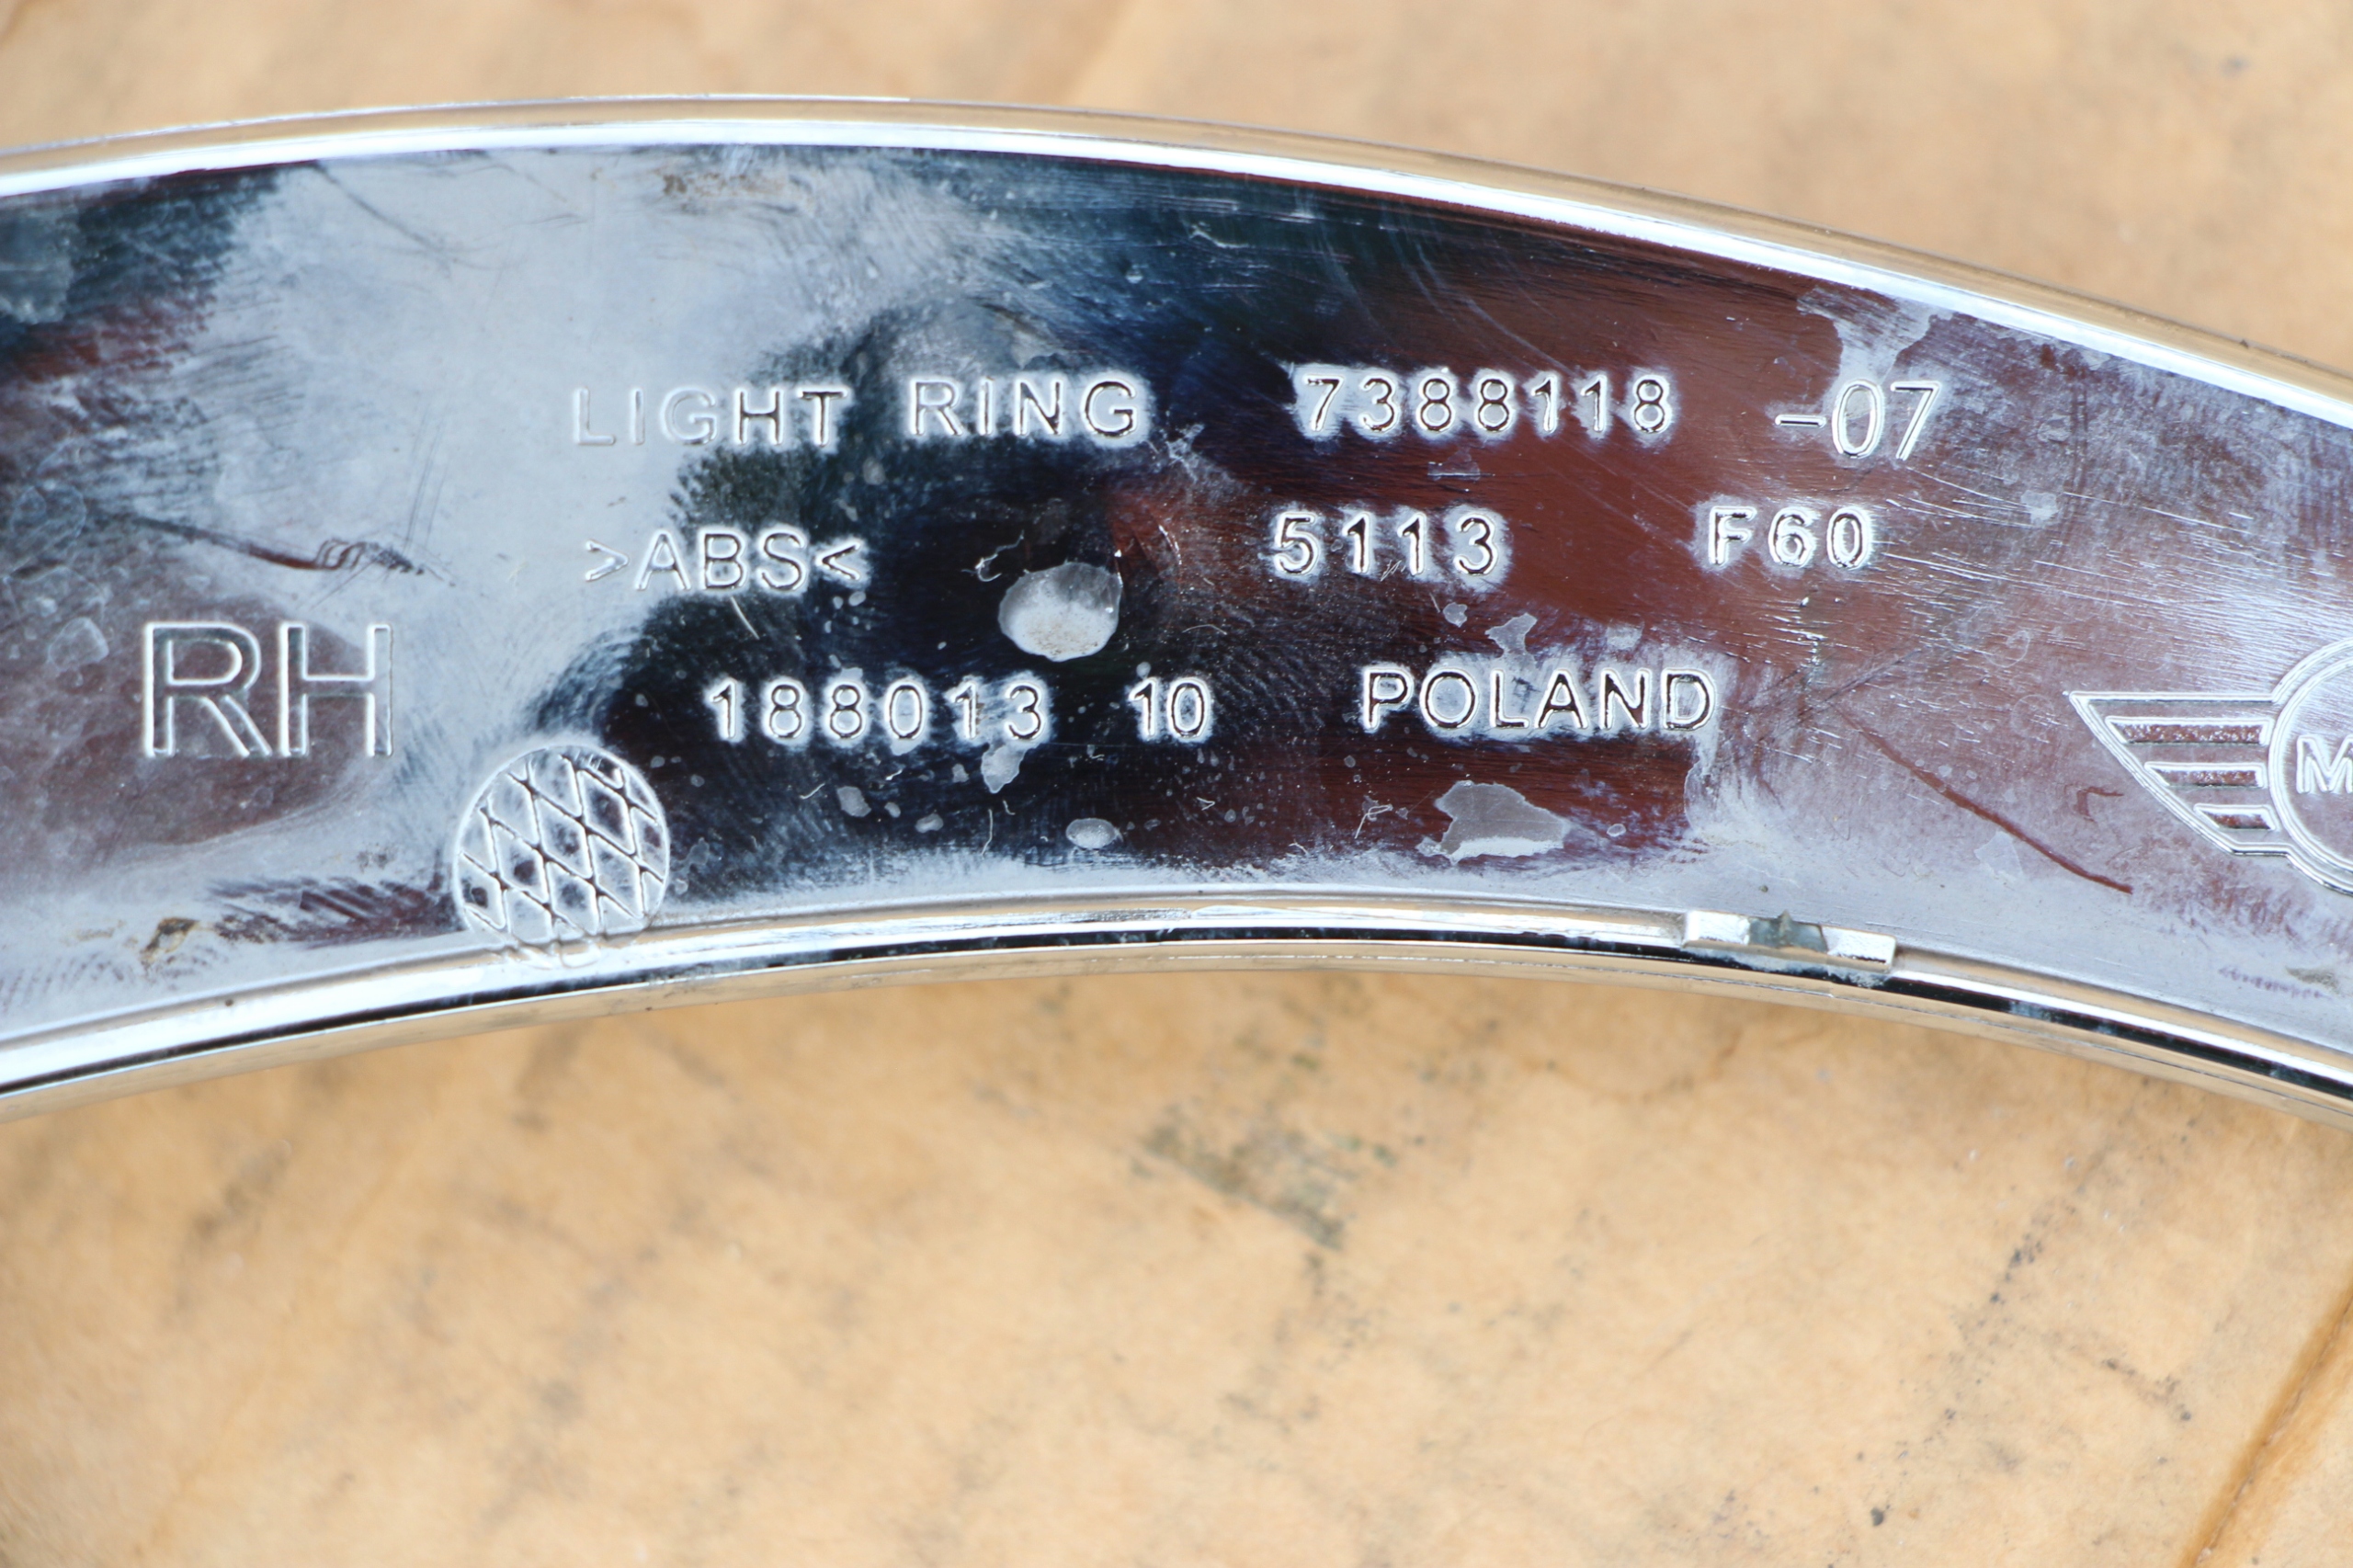 LIGHT RING 7388118 -07
>ABS< 5113 F60
RH
188013 10 POLAND